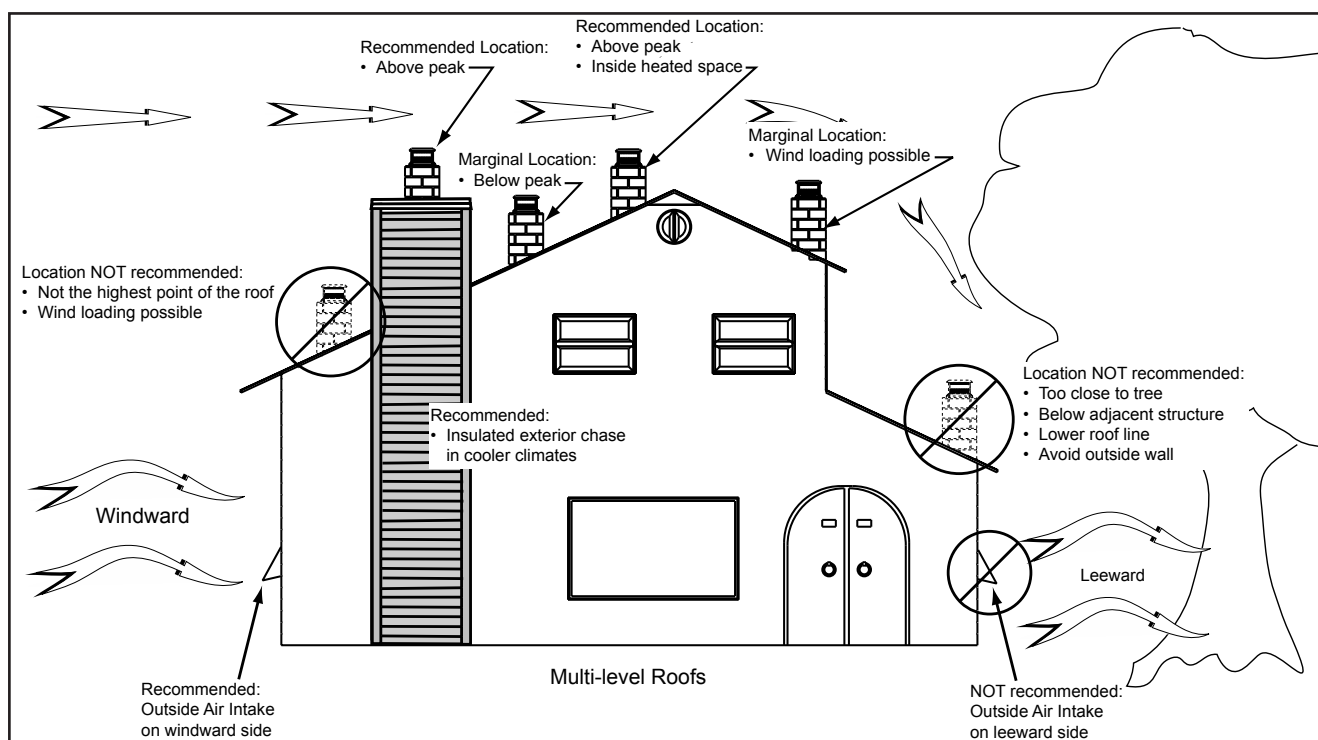 Recommended Location:
• Above peak
Recommended Location:
• Above peak
• Inside heated space
Marginal Location:
• Below peak
Marginal Location:
• Wind loading possible
Location NOT recommended:
• Not the highest point of the roof
• Wind loading possible
Recommended:
• Insulated exterior chase
in cooler climates
Location NOT recommended:
• Too close to tree
• Below adjacent structure
• Lower roof line
• Avoid outside wall
Windward
Leeward
Recommended:
Outside Air Intake
on windward side
Multi-level Roofs
NOT recommended:
Outside Air Intake
on leeward side